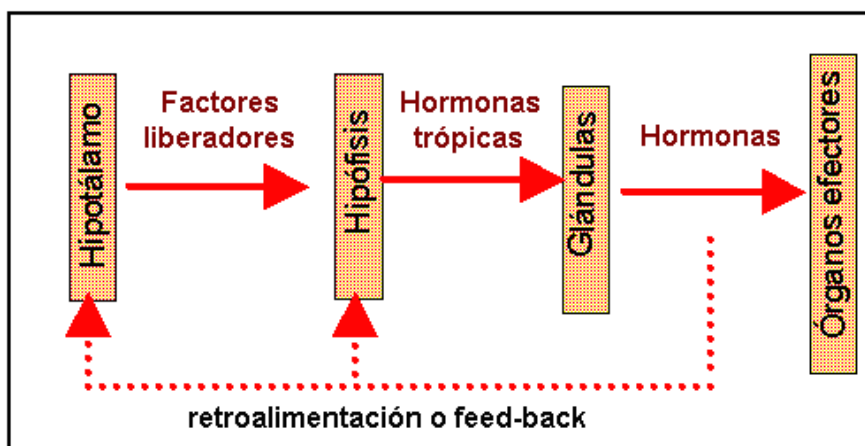 Hipotálamo
Factores
liberadores
Hipófisis
Hormonas
trópicas
Glándulas
Hormonas
Órganos efectores
retroalimentación o feed-back